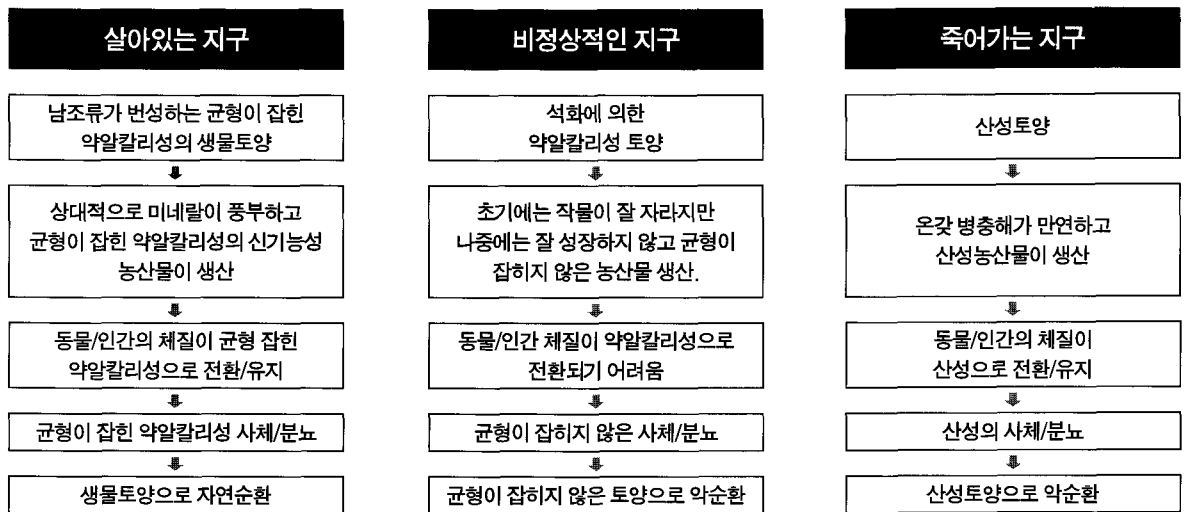 살아있는 지구
남조류가 번성하는 균형이 잡힌
약알칼리성의 생물토양
상대적으로 미네랄이 풍부하고
균형이 잡힌 약알칼리성의 신기능성
농산물이 생산
동물/인간의 체질이 균형 잡힌
약알칼리성으로 전환/유지
균형이 잡힌 약알칼리성 사체/분뇨
생물토양으로 자연순환
비정상적인 지구
석화에 의한
약알칼리성 토양
초기에는 작물이 잘 자라지만
나중에는 잘 성장하지 않고 균형이
잡히지 않은 농산물 생산.
동물/인간 체질이 약알칼리성으로
전환되기 어려움
균형이 잡히지 않은 사체/분뇨
균형이 잡히지 않은 토양으로 악순환
죽어가는 지구
산성토양
온갖 병충해가 만연하고
산성농산물이 생산
동물/인간의 체질이
산성으로 전환/유지
산성의 사체/분뇨
산성토양으로 악순환